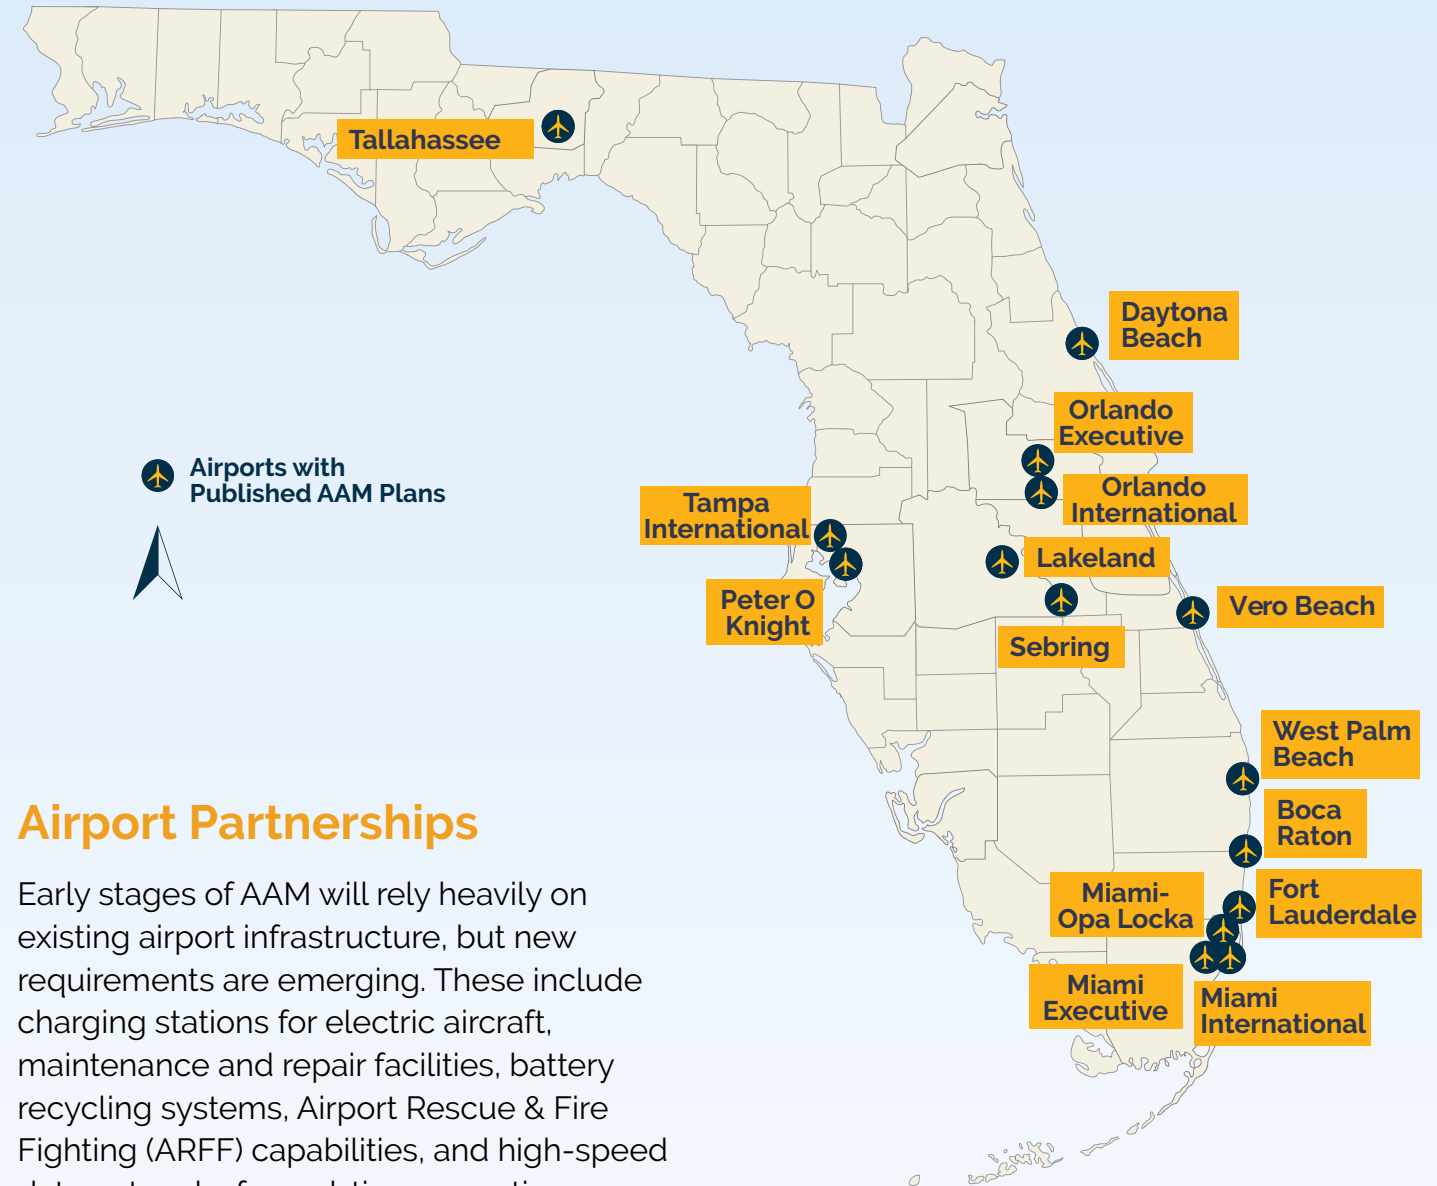 Tallahassee
Daytona
Beach
Orlando
Executive
Airports with
Published AAM Plans
Orlando
International
Tampa
International
Lakeland
Peter O
Knight
Vero Beach
Sebring
West Palm
Beach
Boca
Raton
Miami-
Opa Locka
Fort
Lauderdale
Miami
Executive
Miami
International
Airport Partnerships
Early stages of AAM will rely heavily on
existing airport infrastructure, but new
requirements are emerging. These include
charging stations for electric aircraft,
maintenance and repair facilities, battery
recycling systems, Airport Rescue & Fire
Fighting (ARFF) capabilities, and high-speed